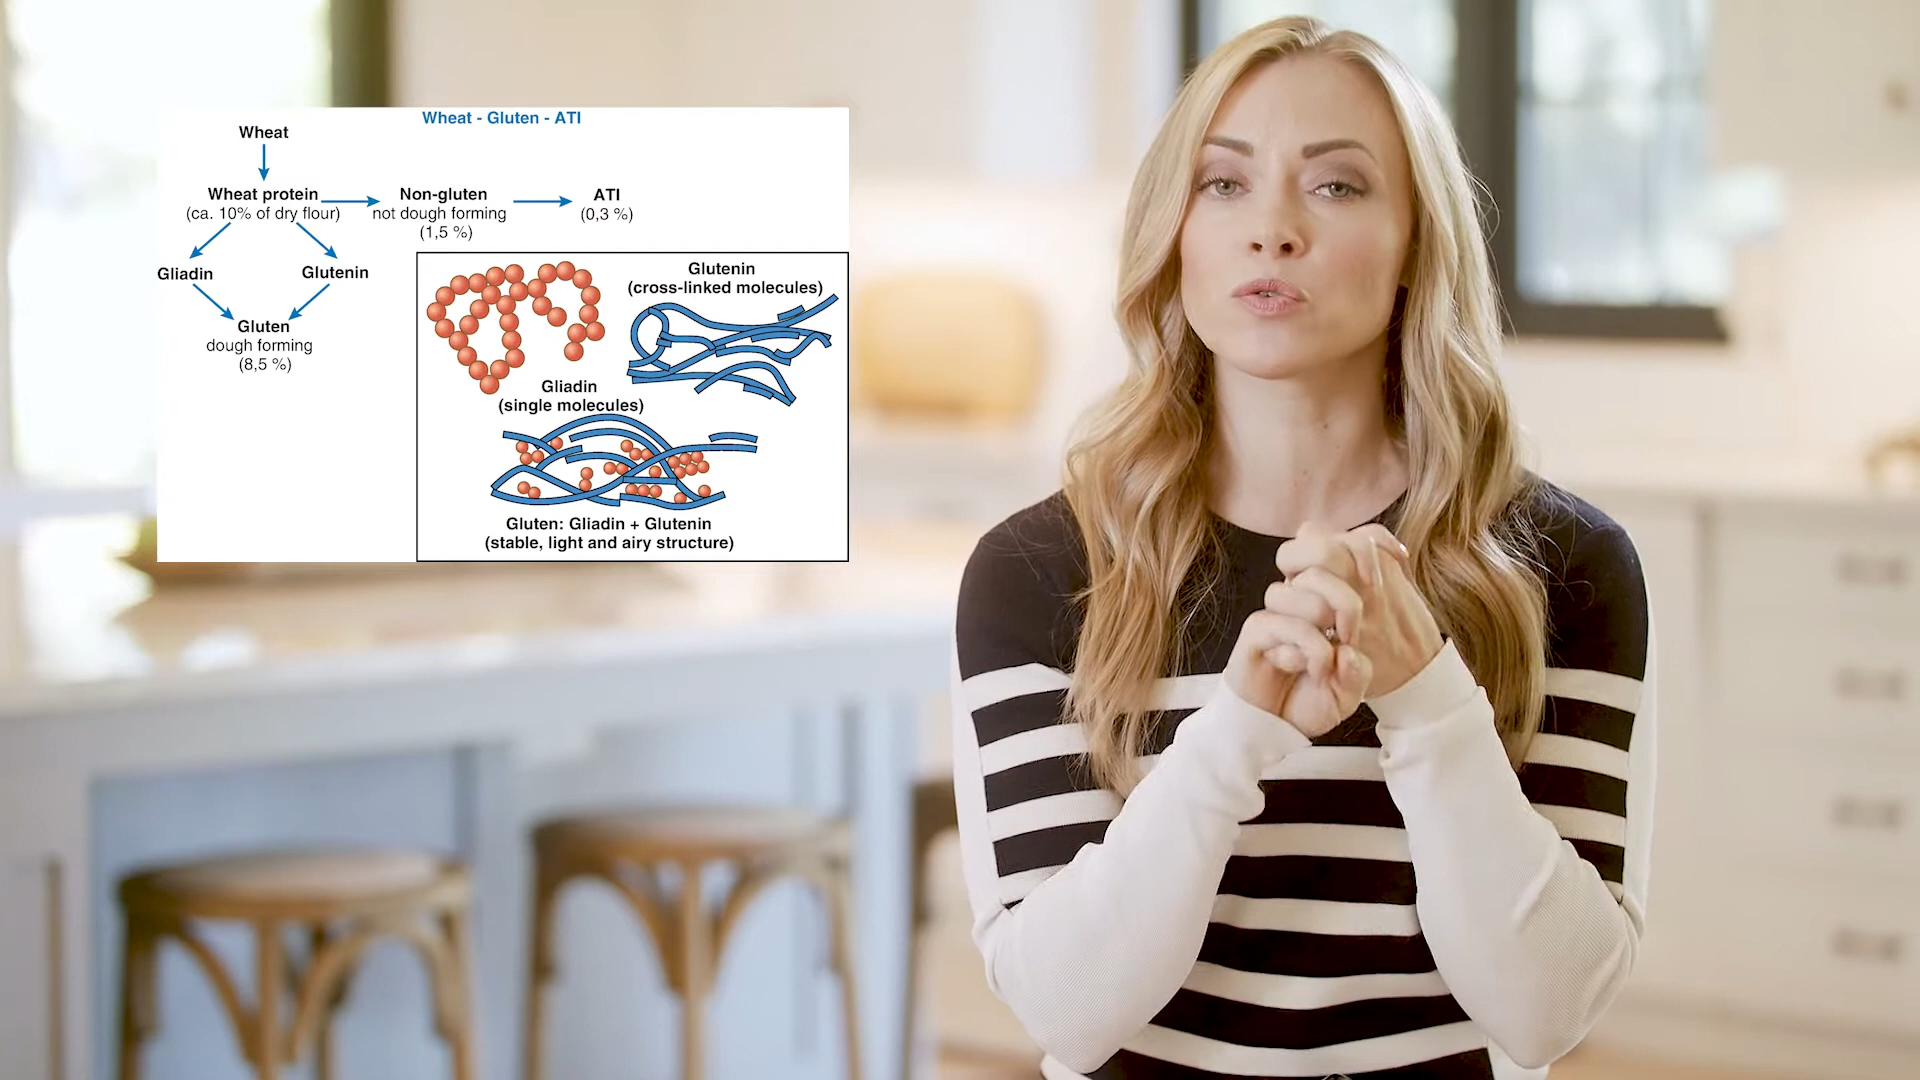 Wheat - Gluten - ATI
Wheat
Wheat protein
(ca. 10% of dry flour)
Non-gluten
not dough forming
(1,5 %)
ATI
(0,3 %)
Gliadin
Glutenin
Gluten
dough forming
(8,5 %)
Glutenin
(cross-linked molecules)
Gliadin
(single molecules)
Gluten: Gliadin + Glutenin
(stable, light and airy structure)